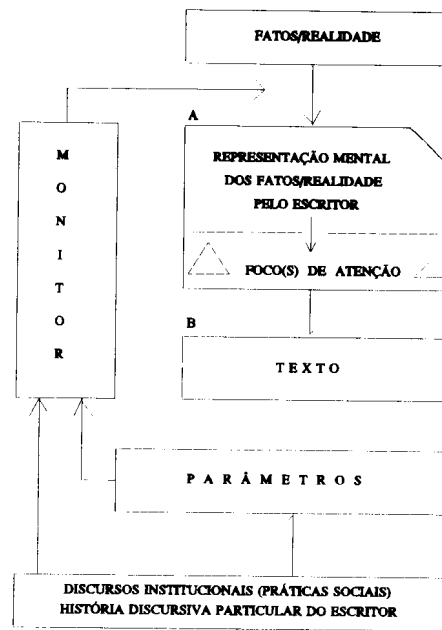 FATOS/REALIDADE
A
REPRESENTAÇÃO MENTAL
DOS FATOS/REALIDADE
PELO ESCRITOR
FOCO(S) DE ATENÇÃO
MONITOR
B
TEXTO
PARÂMETROS
DISCURSOS INSTITUCIONAIS (PRÁTICAS SOCIAIS)
HISTÓRIA DISCURSIVA PARTICULAR DO ESCRITOR